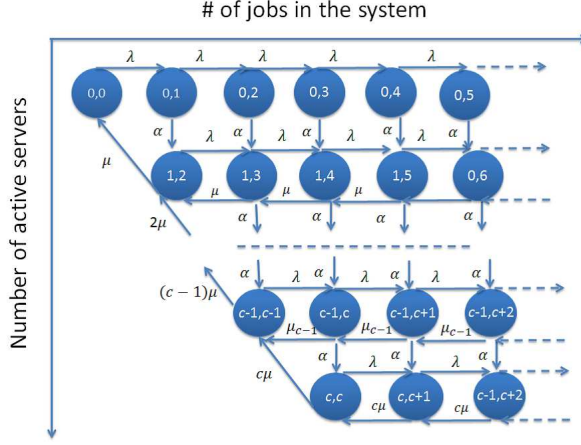 # of jobs in the system
Number of active servers
λ λ λ λ λ
0,0 0,1 0,2 0,3 0,4 0,5
α α α α α
λ λ λ λ
μ
1,2 1,3 1,4 1,5 0,6
μ μ μ
2μ α α α α α
α λ α λ α λ α
(c − 1)μ
c-1,c-1 c-1,c c-1,c+1 c-1,c+2
μc−1 μc−1 μc−1
α α α
λ λ
cμ
c,c c,c+1 c-1,c+2
cμ cμ